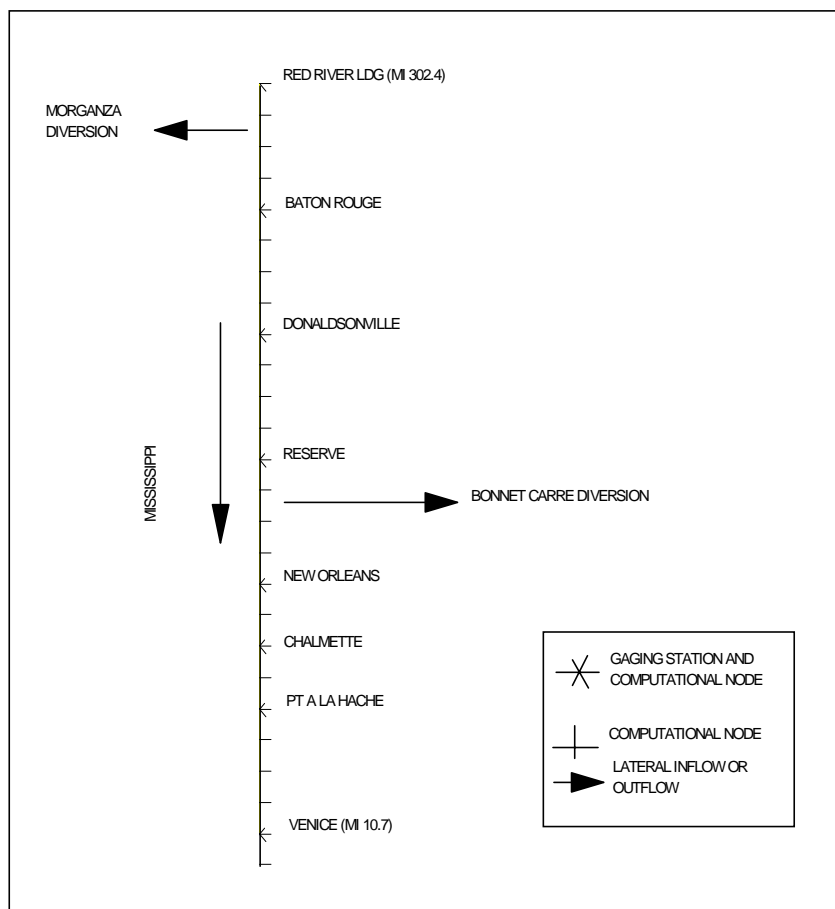 RED RIVER LDG (MI 302.4)
MORGANZA
DIVERSION
BATON ROUGE
DONALDSONVILLE
MISSISSIPPI
RESERVE
BONNET CARRE DIVERSION
NEW ORLEANS
CHALMETTE
PT A LA HACHE
VENICE (MI 10.7)
GAGING STATION AND
COMPUTATIONAL NODE
COMPUTATIONAL NODE
LATERAL INFLOW OR
OUTFLOW